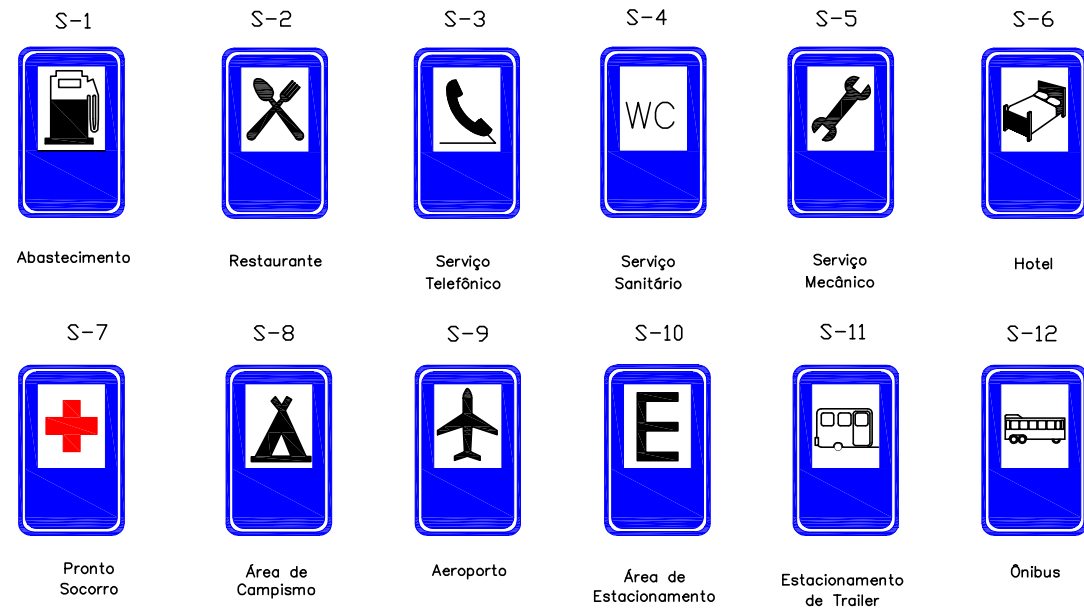 S-1 S-2 S-3 S-4 S-5 S-6
WC
Abastecimento
Restaurante
Serviço
Telefônico
Serviço
Sanitário
Serviço
Mecânico
Hotel
S-7 S-8 S-9 S-10 S-11 S-12
E
Pronto
Socorro
Área de
Campismo
Aeroporto
Área de
Estacionamento
Estacionamento
de Trailer
Ônibus